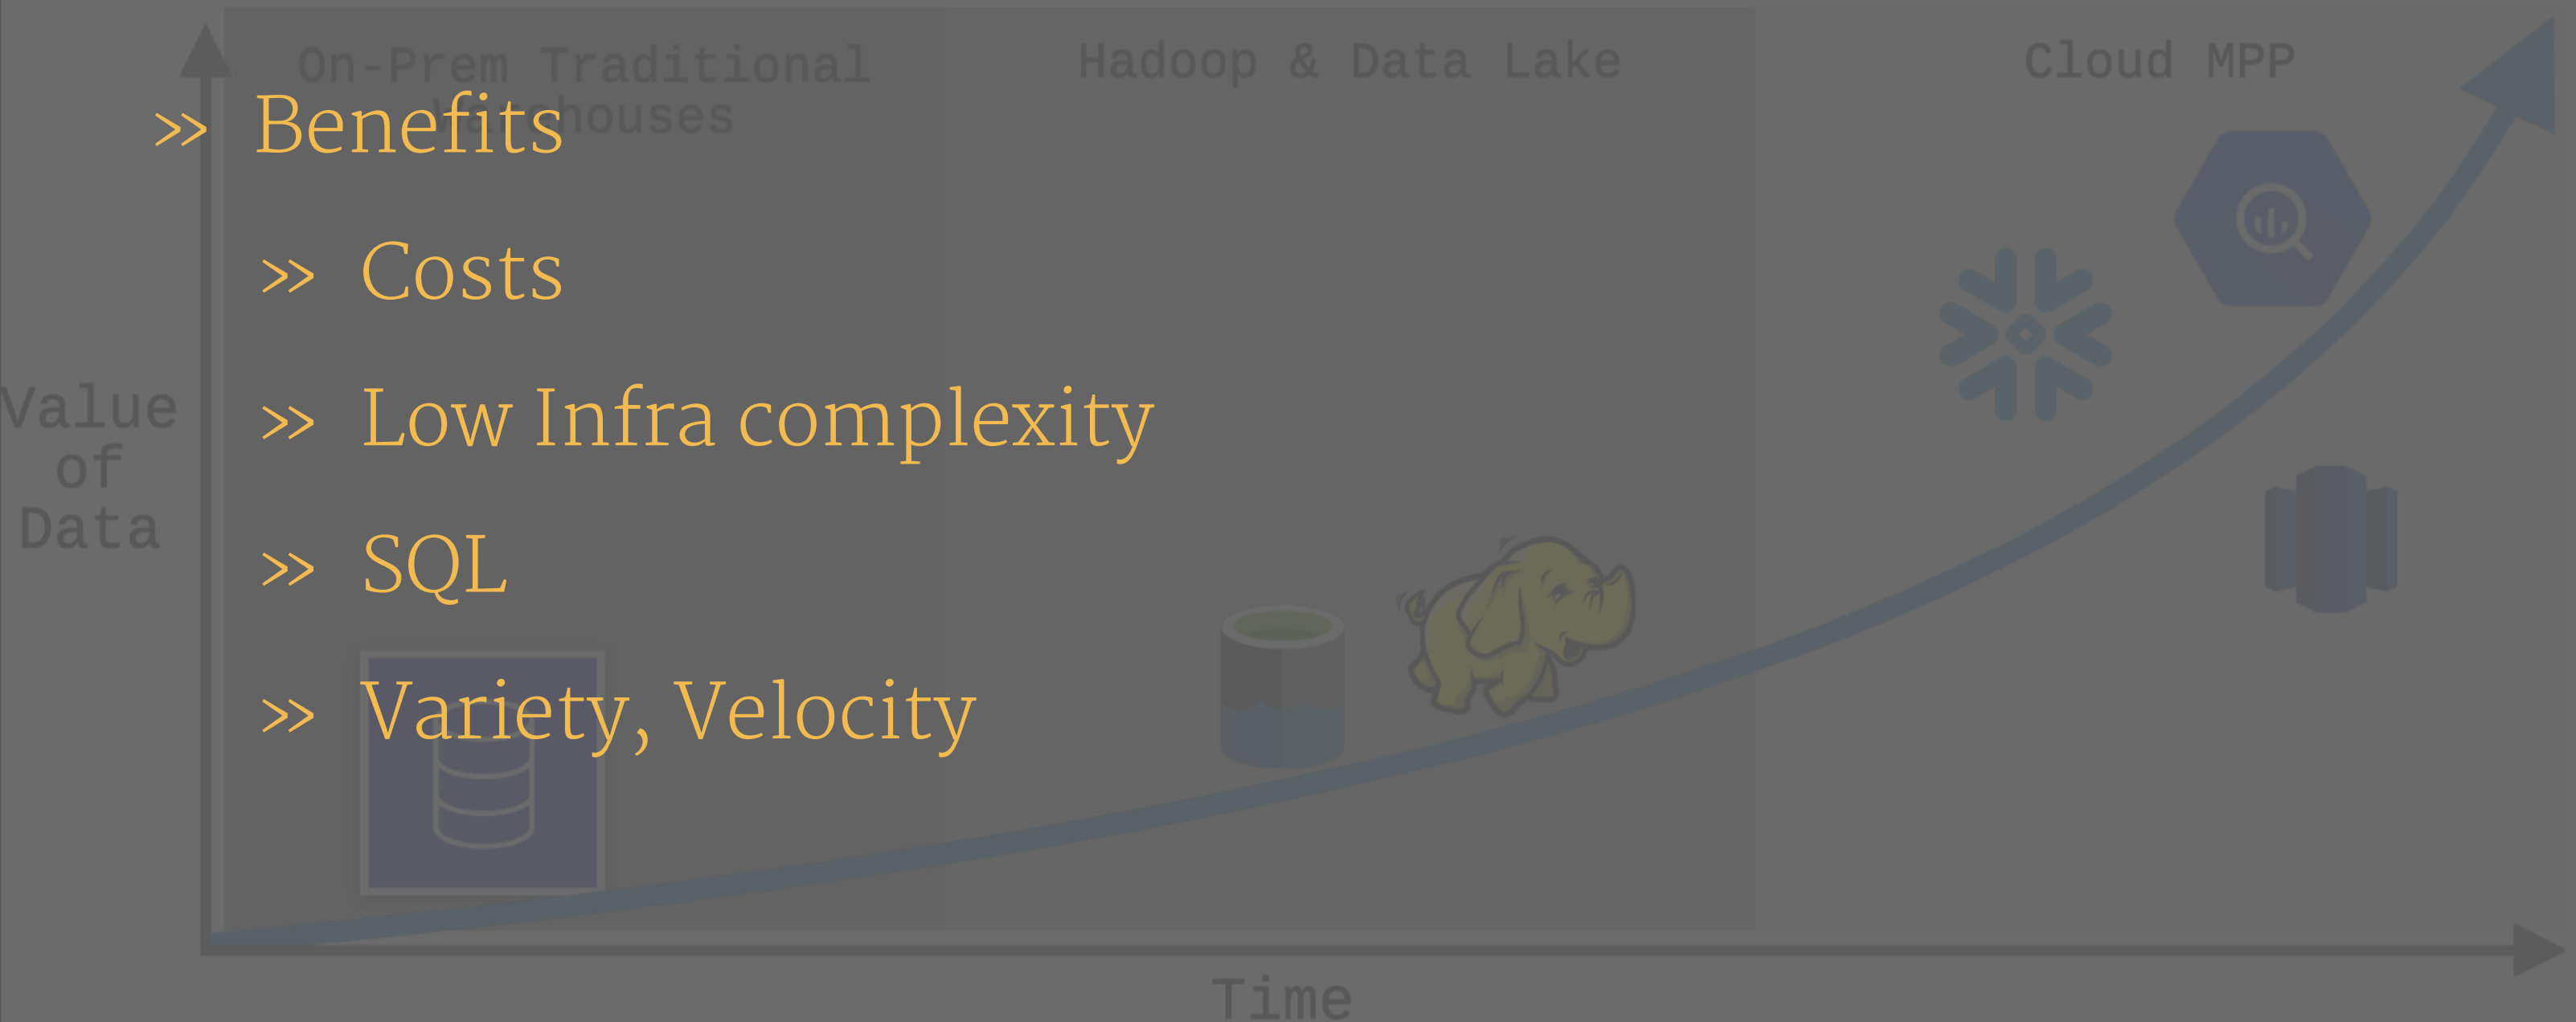 On-Prem Traditional
Warehouses
Hadoop & Data Lake
Cloud MPP
» Benefits
» Costs
» Low Infra complexity
» SQL
» Variety, Velocity
Value
of
Data
Time